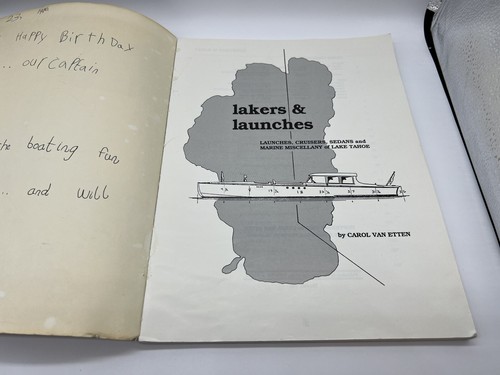 Happy BirthDay
.. our Captain
the boating fun
.. and will
lakers &
launches
LAUNCHES, CRUISERS, SEDANS and
MARINE MISCELLANY of LAKE TAHOE
by CAROL VAN ETTEN